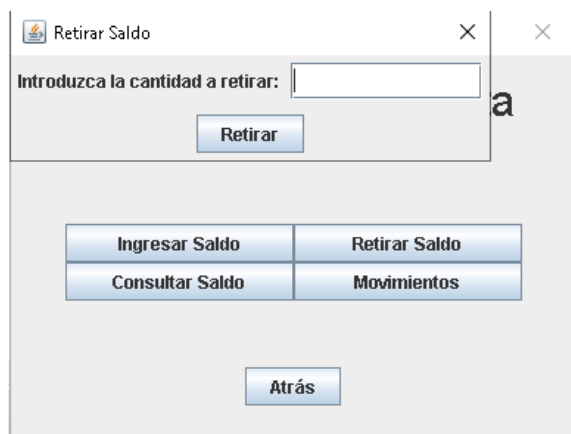 Retirar Saldo
Introduzca la cantidad a retirar:
a
Retirar
Ingresar Saldo
Retirar Saldo
Consultar Saldo
Movimientos
Atrás